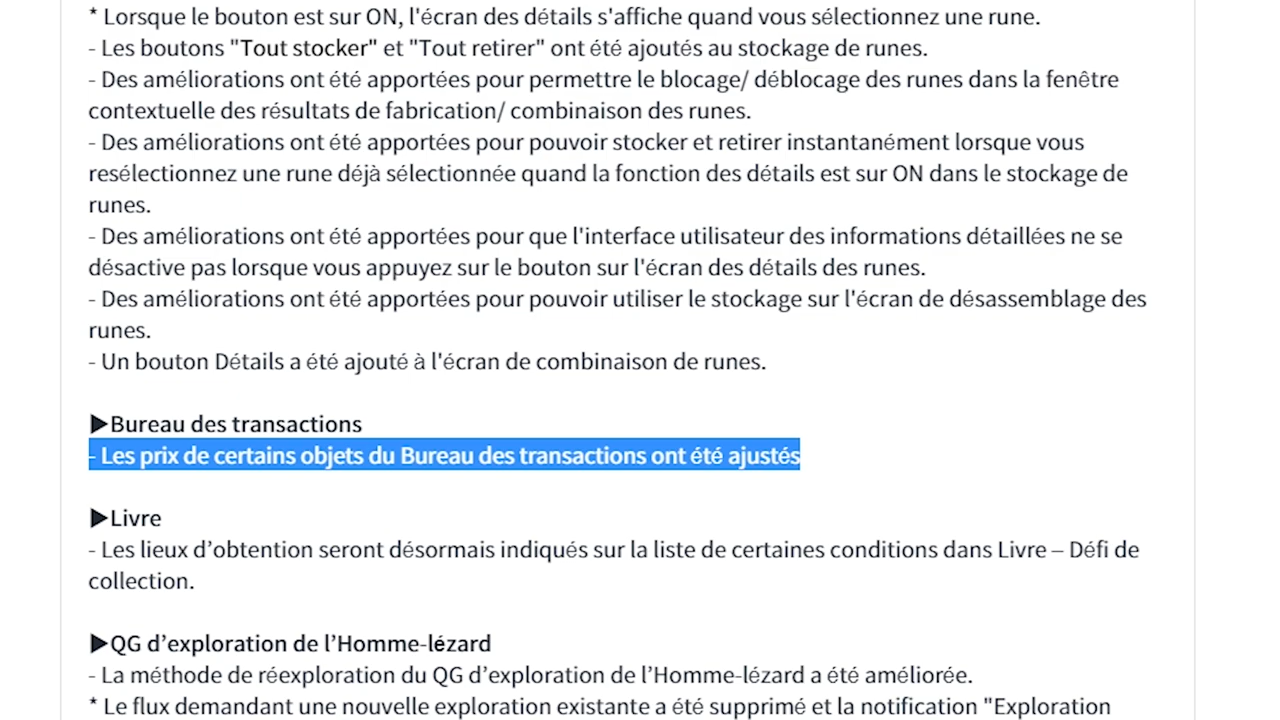 * Lorsque le bouton est sur ON, l'écran des détails s'affiche quand vous sélectionnez une rune.
- Les boutons "Tout stocker" et "Tout retirer" ont été ajoutés au stockage de runes.
- Des améliorations ont été apportées pour permettre le blocage/ déblocage des runes dans la fenêtre
contextuelle des résultats de fabrication/ combinaison des runes.
- Des améliorations ont été apportées pour pouvoir stocker et retirer instantanément lorsque vous
resélectionnez une rune déjà sélectionnée quand la fonction des détails est sur ON dans le stockage de
runes.
- Des améliorations ont été apportées pour que l'interface utilisateur des informations détaillées ne se
désactive pas lorsque vous appuyez sur le bouton sur l'écran des détails des runes.
- Des améliorations ont été apportées pour pouvoir utiliser le stockage sur l'écran de désassemblage des
runes.
- Un bouton Détails a été ajouté à l'écran de combinaison de runes.
▶Bureau des transactions
- Les prix de certains objets du Bureau des transactions ont été ajustés
▶Livre
- Les lieux d’obtention seront désormais indiqués sur la liste de certaines conditions dans Livre – Défi de
collection.
▶QG d’exploration de l’Homme-lézard
- La méthode de réexploration du QG d’exploration de l’Homme-lézard a été améliorée.
* Le flux demandant une nouvelle exploration existante a été supprimé et la notification "Exploration